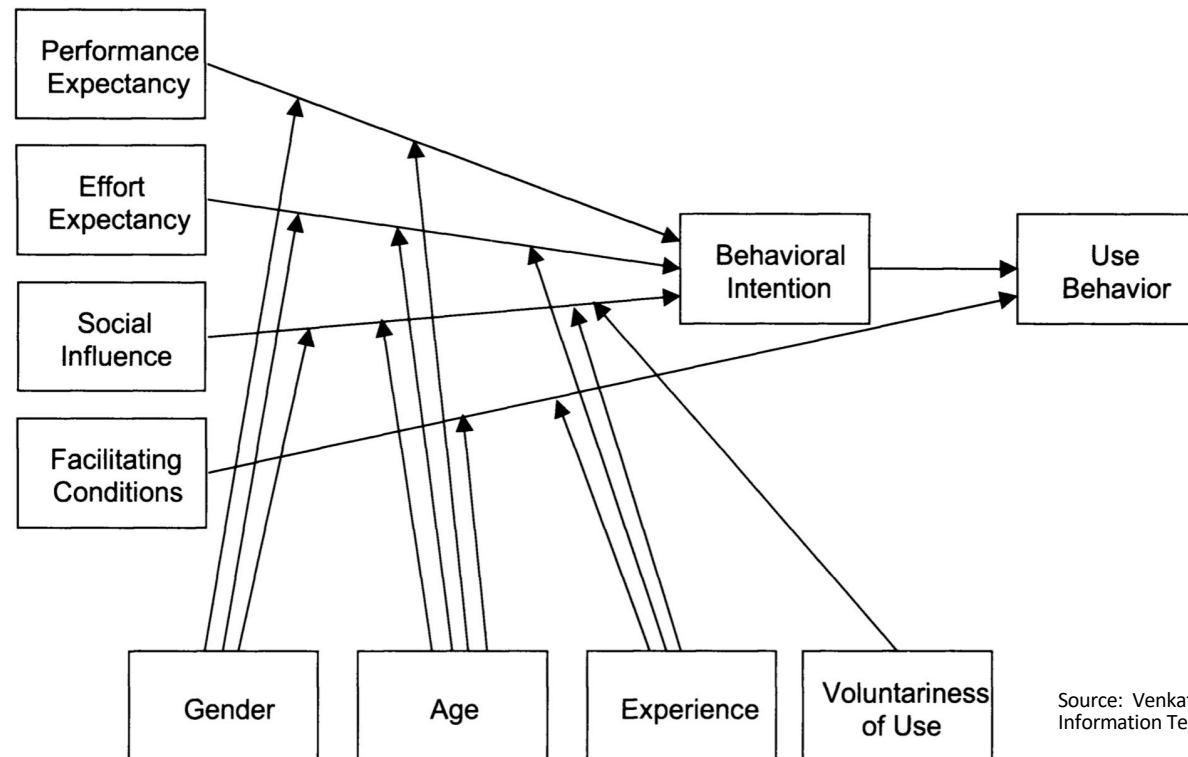 Performance
Expectancy
Effort
Expectancy
Social
Influence
Facilitating
Conditions
Behavioral
Intention
Use
Behavior
Gender
Age
Experience
Voluntariness
of Use
Source: Venka
Information Te